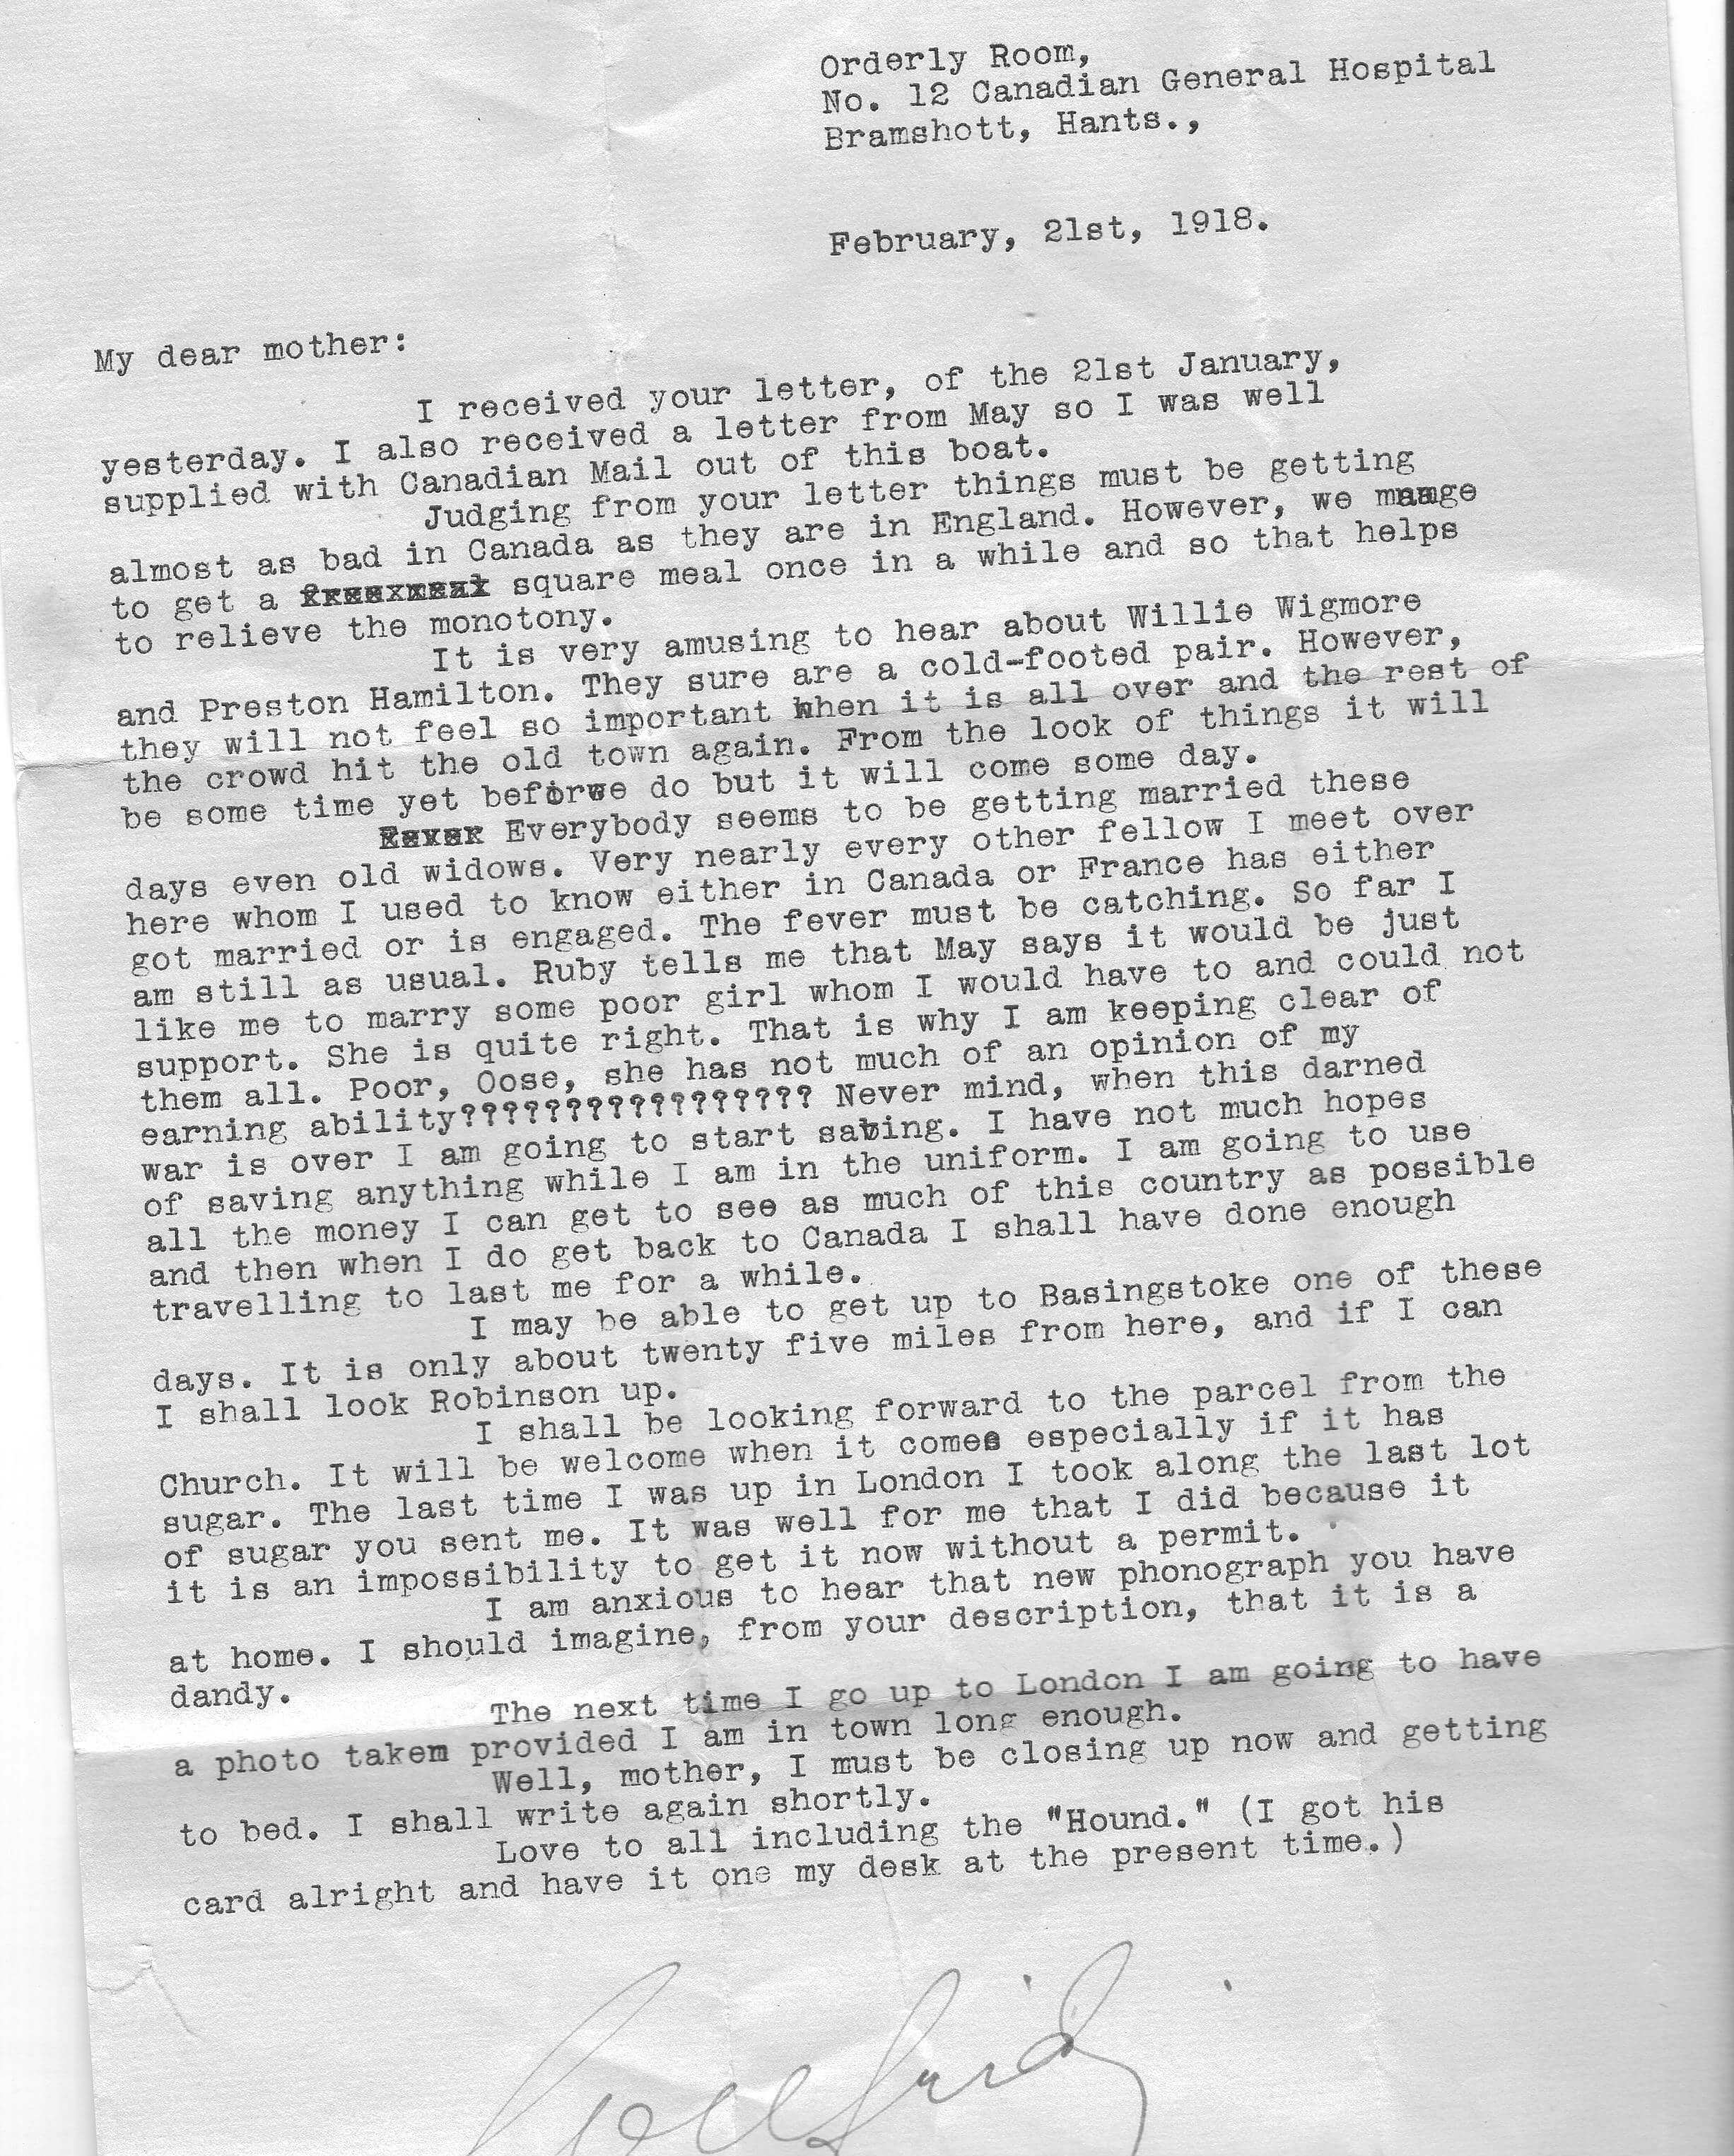 Orderly Room,
No. 12 Canadian General Hospital
Bramshott, Hants.,
February, 21st, 1918.
My dear mother:
I received your letter, of the 21st January,
yesterday. I also received a letter from May so I was well
supplied with Canadian Mail out of this boat.
Judging from your letter things must be getting
almost as bad in Canada as they are in England. However, we manage
to get a square meal once in a while and so that helps
to relieve the monotony.
It is very amusing to hear about Willie Wigmore
and Preston Hamilton. They sure are a cold-footed pair. However,
they will not feel so important when it is all over and the rest of
the crowd hit the old town again. From the look of things it will
be some time yet before we do but it will come some day.
Everybody seems to be getting married these
days even old widows. Very nearly every other fellow I meet over
here whom I used to know either in Canada or France has either
got married or is engaged. The fever must be catching. So far I
am still as usual. Ruby tells me that May says it would be just
like me to marry some poor girl whom I would have to and could not
support. She is quite right. That is why I am keeping clear of
them all. Poor, Oose, she has not much of an opinion of my
earning ability????????????????? Never mind, when this darned
war is over I am going to start saving. I have not much hopes
of saving anything while I am in the uniform. I am going to use
all the money I can get to see as much of this country as possible
and then when I do get back to Canada I shall have done enough
travelling to last me for a while.
I may be able to get up to Basingstoke one of these
days. It is only about twenty five miles from here, and if I can
I shall look Robinson up.
I shall be looking forward to the parcel from the
Church. It will be welcome when it comes especially if it has
sugar. The last time I was up in London I took along the last lot
of sugar you sent me. It was well for me that I did because it
it is an impossibility to get it now without a permit.
I am anxious to hear that new phonograph you have
at home. I should imagine, from your description, that it is a
dandy.
The next time I go up to London I am going to have
a photo taken provided I am in town long enough.
Well, mother, I must be closing up now and getting
to bed. I shall write again shortly.
Love to all including the "Hound." (I got his
card alright and have it one my desk at the present time.)